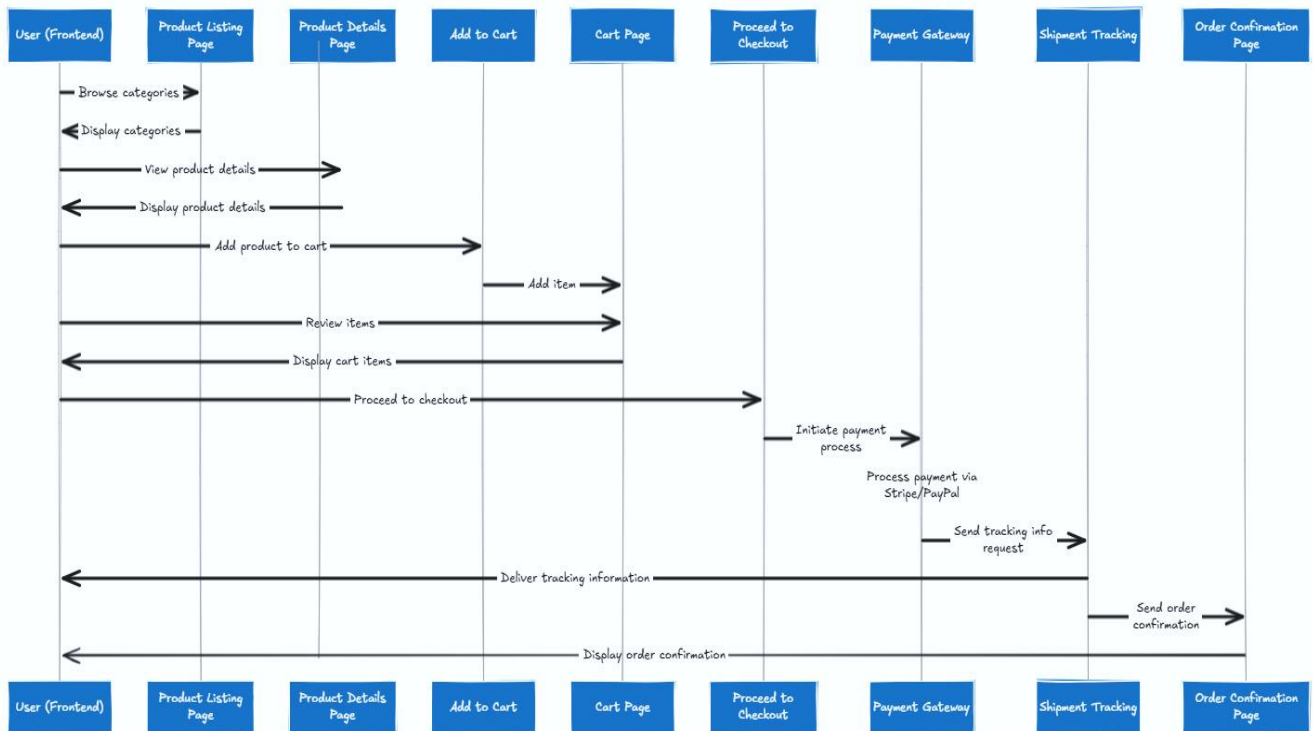 User (Frontend)
Product Listing
Page
Product Details
Page
Add to Cart
Cart Page
Proceed to
Checkout
Payment Gateway
Shipment Tracking
Order Confirmation
Page
Browse categories
Display categories
View product details
Display product details
Add product to cart
Add item
Review items
Display cart items
Proceed to checkout
Initiate payment
process
Process payment via
Stripe/PayPal
Send tracking info
request
Deliver tracking information
Send order
confirmation
Display order confirmation
User (Frontend)
Product Listing
Page
Product Details
Page
Add to Cart
Cart Page
Proceed to
Checkout
Payment Gateway
Shipment Tracking
Order Confirmation
Page